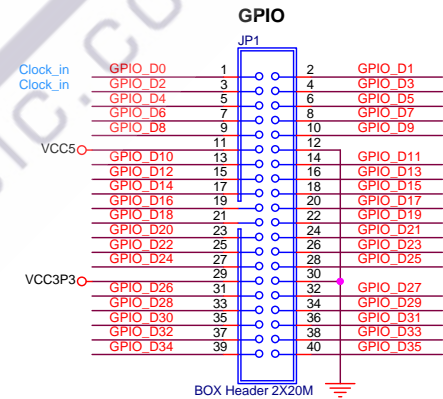 GPIO
JP1
Clock_in GPIO_D0 1 2 GPIO_D1
Clock_in GPIO_D2 3 4 GPIO_D3
GPIO_D4 5 6 GPIO_D5
GPIO_D6 7 8 GPIO_D7
GPIO_D8 9 10 GPIO_D9
VCC5 11 12
GPIO_D10 13 14 GPIO_D11
GPIO_D12 15 16 GPIO_D13
GPIO_D14 17 18 GPIO_D15
GPIO_D16 19 20 GPIO_D17
GPIO_D18 21 22 GPIO_D19
GPIO_D20 23 24 GPIO_D21
GPIO_D22 25 26 GPIO_D23
GPIO_D24 27 28 GPIO_D25
VCC3P3 29 30
GPIO_D26 31 32 GPIO_D27
GPIO_D28 33 34 GPIO_D29
GPIO_D30 35 36 GPIO_D31
GPIO_D32 37 38 GPIO_D33
GPIO_D34 39 40 GPIO_D35
BOX Header 2X20M